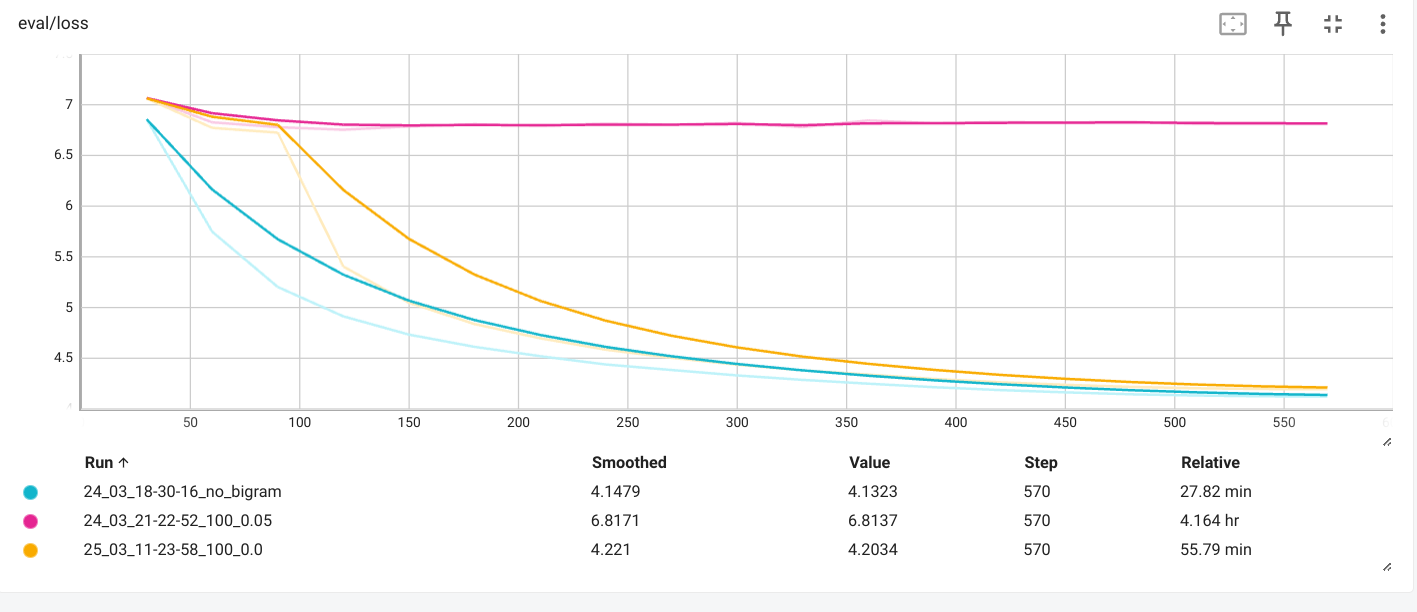 eval/loss
7
6.5
6
5.5
5
4.5
4
50 100 150 200 250 300 350 400 450 500 550
Run Smoothed Value Step Relative
24_03_18-30-16_no_bigram 4.1479 4.1323 570 27.82 min
24_03_21-22-52_100_0.05 6.8171 6.8137 570 4.164 hr
25_03_11-23-58_100_0.0 4.221 4.2034 570 55.79 min